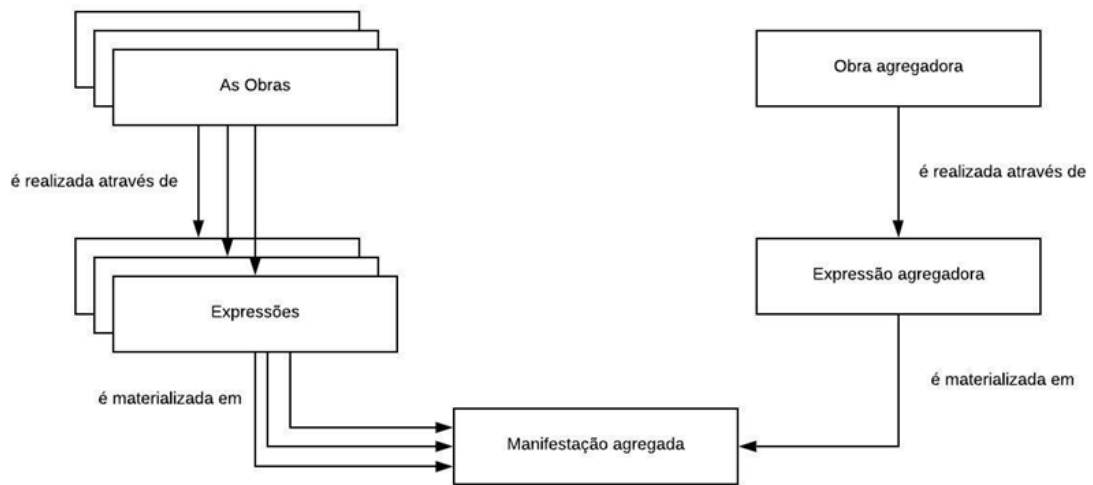 As Obras
Obra agregadora
é realizada através de
é realizada através de
Expressões
Expressão agregadora
é materializada em
é materializada em
Manifestação agregada